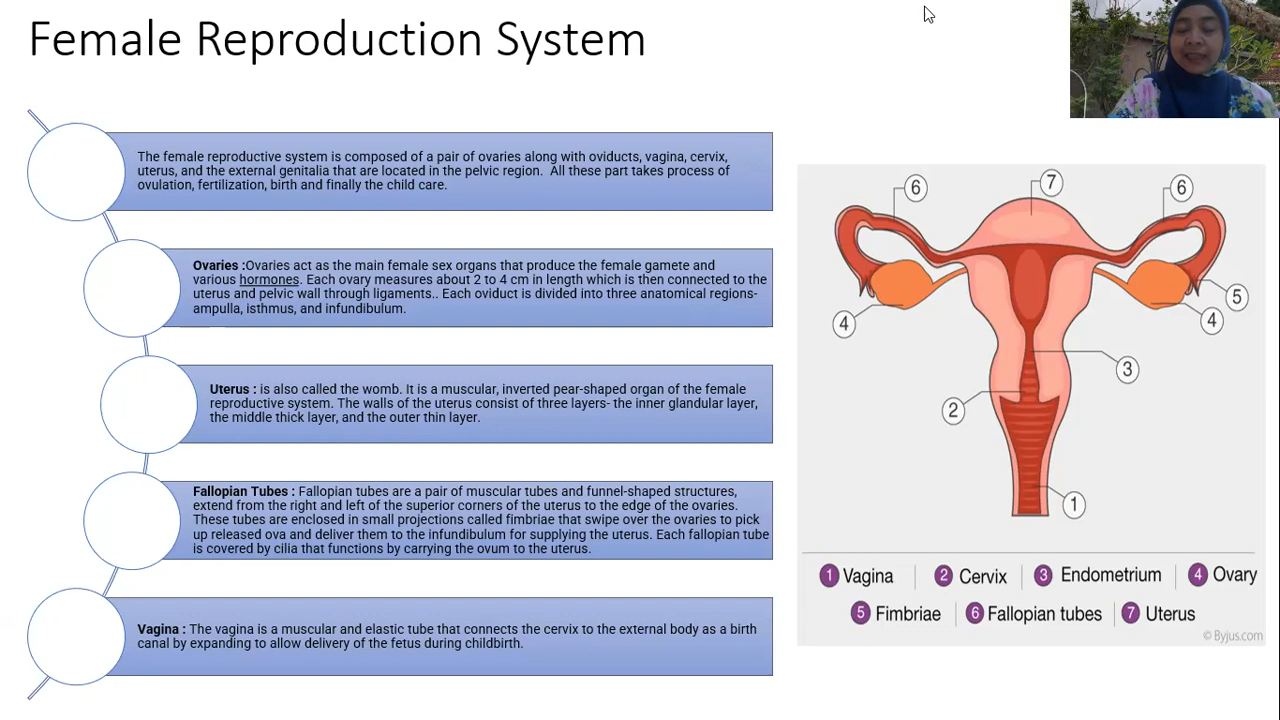 Female Reproduction System
The female reproductive system is composed of a pair of ovaries along with oviducts, vagina, cervix,
uterus, and the external genitalia that are located in the pelvic region.  All these part takes process of
ovulation, fertilization, birth and finally the child care.
Ovaries :Ovaries act as the main female sex organs that produce the female gamete and
various hormones. Each ovary measures about 2 to 4 cm in length which is then connected to the
uterus and pelvic wall through ligaments.. Each oviduct is divided into three anatomical regions-
ampulla, isthmus, and infundibulum.
Uterus : is also called the womb. It is a muscular, inverted pear-shaped organ of the female
reproductive system. The walls of the uterus consist of three layers- the inner glandular layer,
the middle thick layer, and the outer thin layer.
Fallopian Tubes : Fallopian tubes are a pair of muscular tubes and funnel-shaped structures,
extend from the right and left of the superior corners of the uterus to the edge of the ovaries.
These tubes are enclosed in small projections called fimbriae that swipe over the ovaries to pick
up released ova and deliver them to the infundibulum for supplying the uterus. Each fallopian tube
is covered by cilia that functions by carrying the ovum to the uterus.
Vagina : The vagina is a muscular and elastic tube that connects the cervix to the external body as a birth
canal by expanding to allow delivery of the fetus during childbirth.
6 7 6
4 4 5
3
2
1
1 Vagina 2 Cervix 3 Endometrium 4 Ovary
5 Fimbriae 6 Fallopian tubes 7 Uterus
© Byjus.com